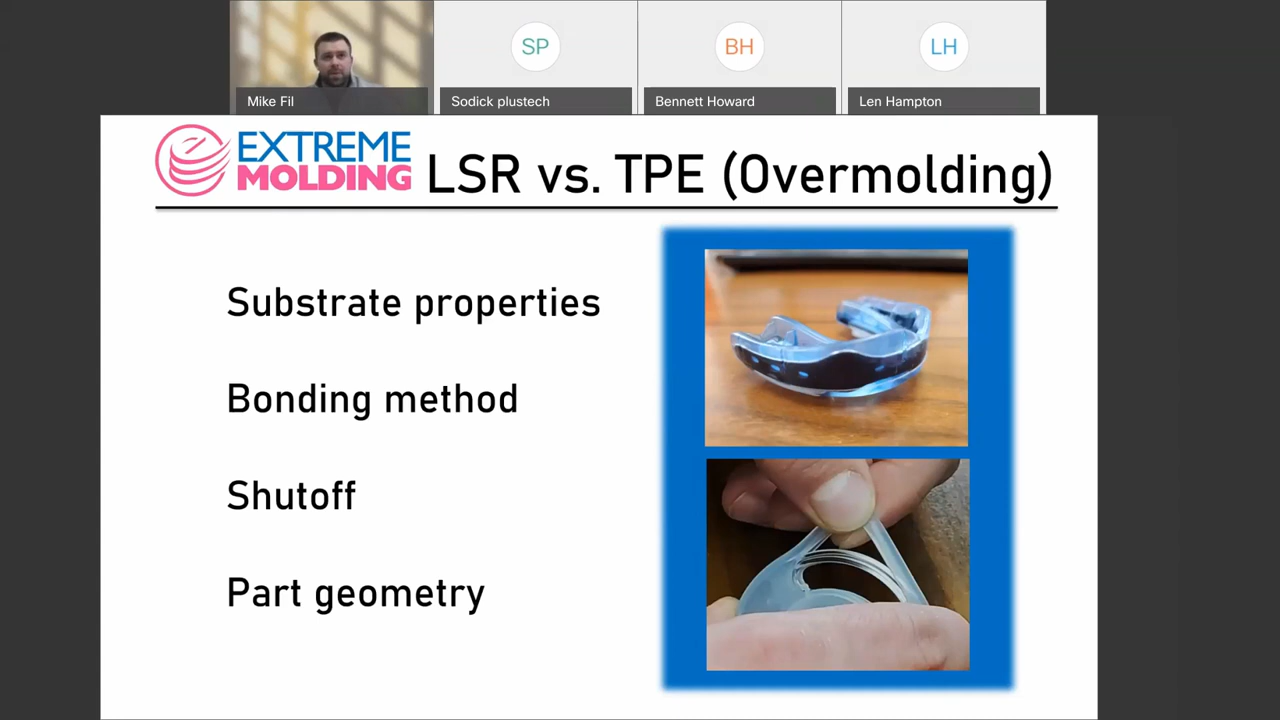 SP
BH
LH
Mike Fil
Sodick plustech
Bennett Howard
Len Hampton
EXTREME
MOLDING
LSR vs. TPE (Overmolding)
Substrate properties
Bonding method
Shutoff
Part geometry